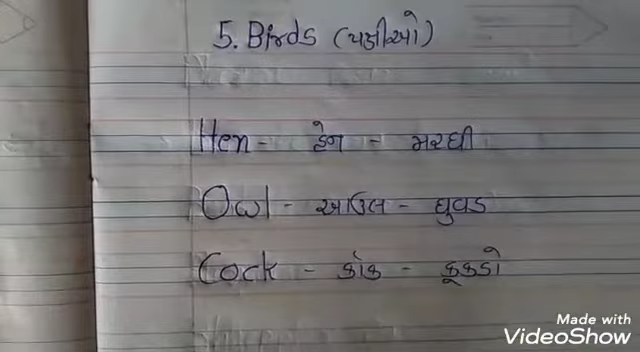 5. Birds (પક્ષીઓ)
Hen - હેન - મરઘી
Owl - આઉલ - ઘુવડ
Cock - કોક - કૂકડો
Made with
VideoShow